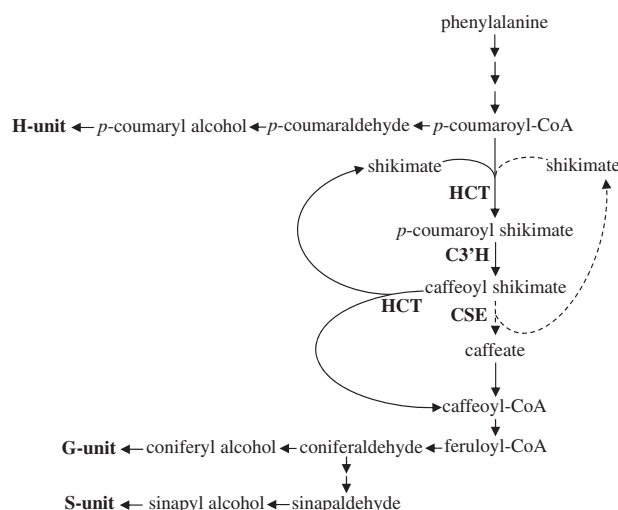 phenylalanine
H-unit p-coumaryl alcohol p-coumaraldehyde p-coumaroyl-CoA
shikimate shikimate
HCT
p-coumaroyl shikimate
C3'H
caffeoyl shikimate
HCT
CSE
caffeate
caffeoyl-CoA
G-unit coniferyl alcohol coniferaldehyde feruloyl-CoA
S-unit sinapyl alcohol sinapaldehyde